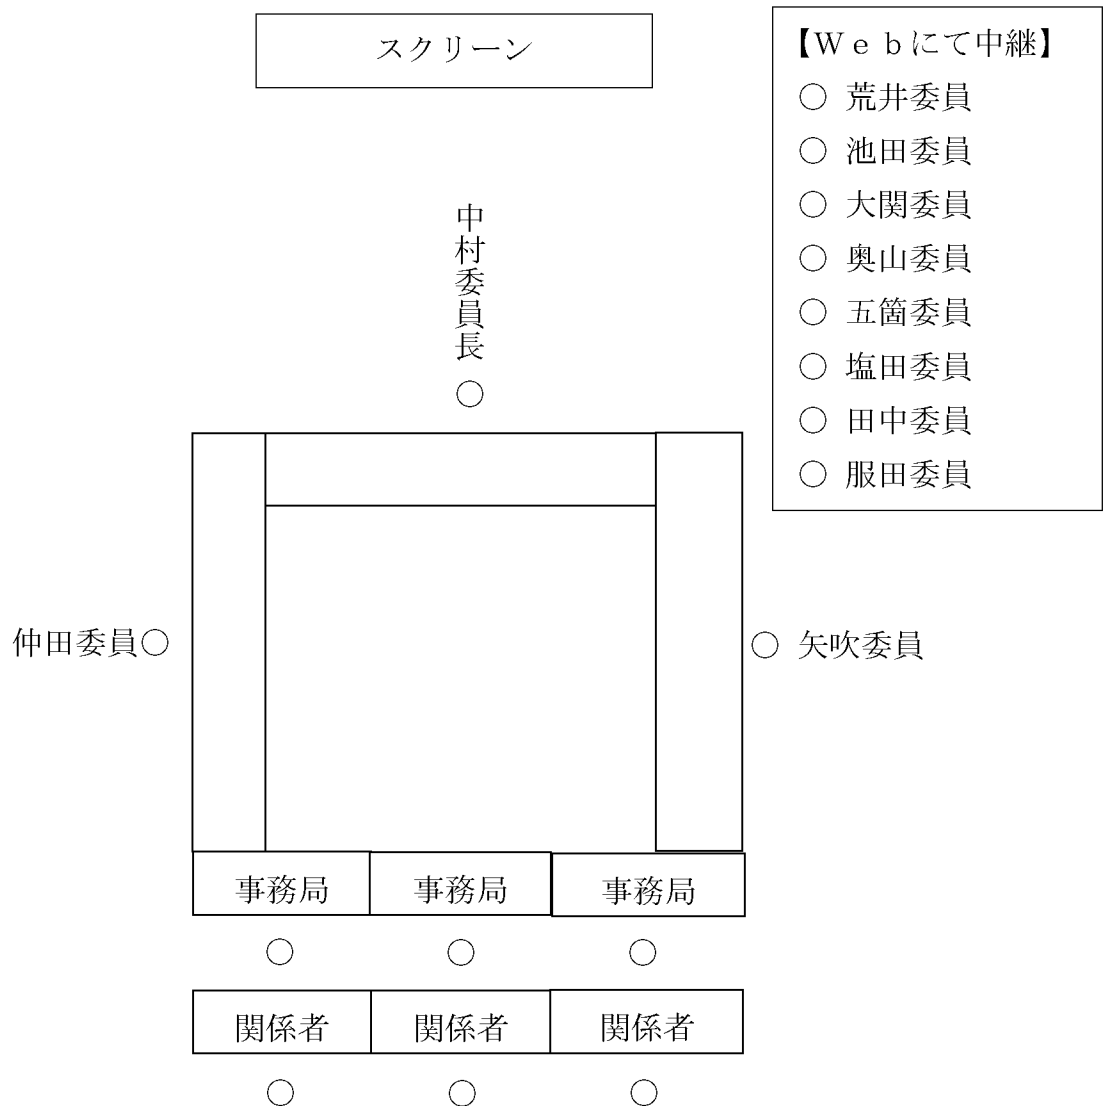 スクリーン
【Ｗｅｂにて中継】
○ 荒井委員
○ 池田委員
○ 大関委員
○ 奥山委員
○ 五箇委員
○ 塩田委員
○ 田中委員
○ 服田委員
中村委員長
○
仲田委員○
○ 矢吹委員
事務局 事務局 事務局
○ ○ ○
関係者 関係者 関係者
○ ○ ○